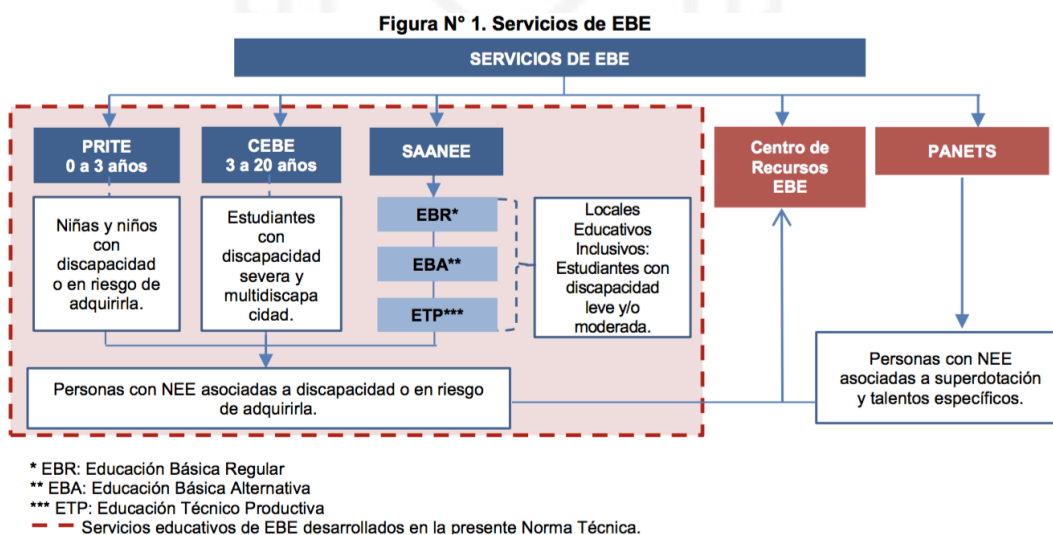 Figura N° 1. Servicios de EBE
SERVICIOS DE EBE
PRITE
0 a 3 años
CEBE
3 a 20 años
SAANEE
Centro de
Recursos
EBE
PANETS
Niñas y niños
con
discapacidad
o en riesgo de
adquirirla.
Estudiantes
con
discapacidad
severa y
multidiscapa
cidad.
EBR*
EBA**
ETP***
Locales
Educativos
Inclusivos:
Estudiantes con
discapacidad
leve y/o
moderada.
Personas con NEE asociadas a discapacidad o en riesgo
de adquirirla.
Personas con NEE
asociadas a superdotación
y talentos específicos.
* EBR: Educación Básica Regular
** EBA: Educación Básica Alternativa
*** ETP: Educación Técnico Productiva
Servicios educativos de EBE desarrollados en la presente Norma Técnica.